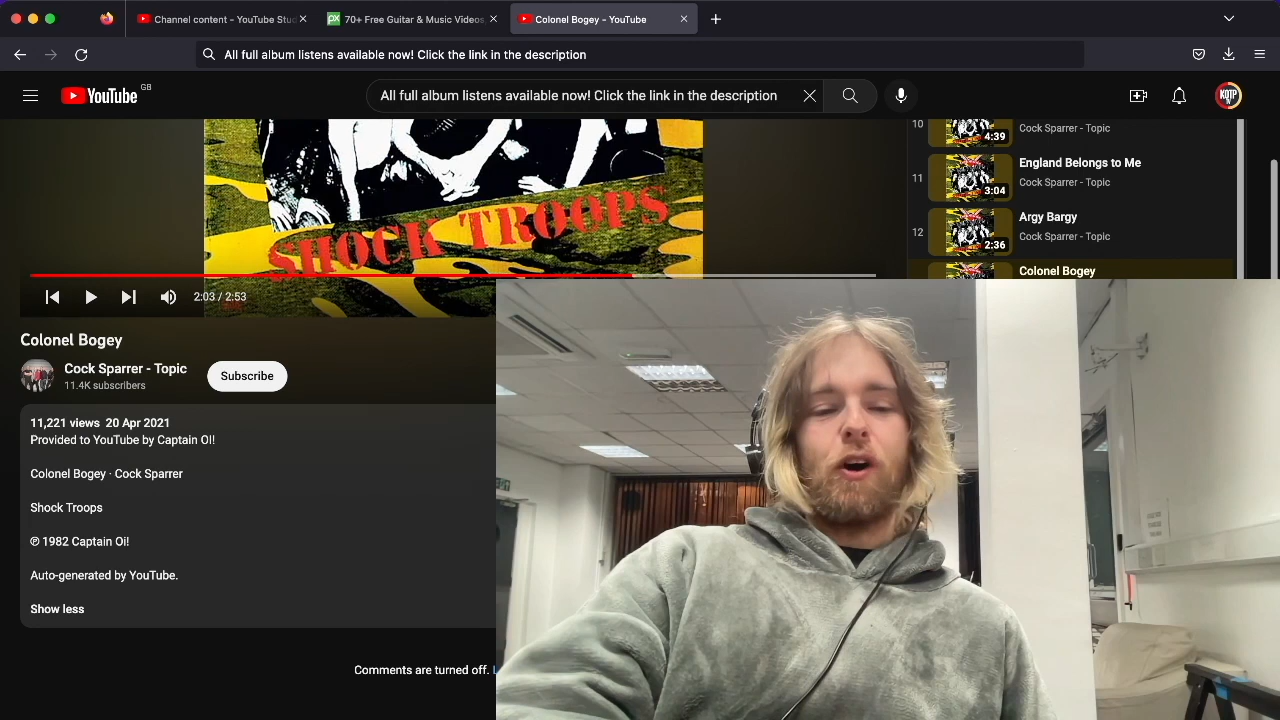 Channel content - YouTube Stud
70+ Free Guitar & Music Videos,
Colonel Bogey - YouTube
All full album listens available now! Click the link in the description
YouTube GB
All full album listens available now! Click the link in the description
KOTP
10
4:39
Cock Sparrer - Topic
11
3:04
England Belongs to Me
Cock Sparrer - Topic
12
2:36
Argy Bargy
Cock Sparrer - Topic
Colonel Bogey
SHOCK TROOPS
2:03 / 2:53
Colonel Bogey
Cock Sparrer - Topic
11.4K subscribers
Subscribe
11,221 views 20 Apr 2021
Provided to YouTube by Captain OI!
Colonel Bogey · Cock Sparrer
Shock Troops
℗ 1982 Captain Oi!
Auto-generated by YouTube.
Show less
Comments are turned off.